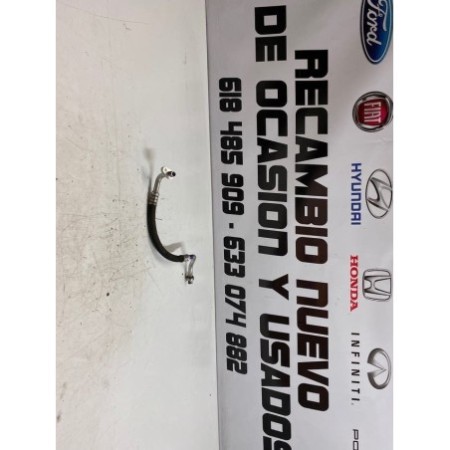 RECAMBIO NUEVO
DE OCASION Y USADOS
618 485 909 - 633 074 882
Ford
FIAT
HYUNDAI
HONDA
INFINITI